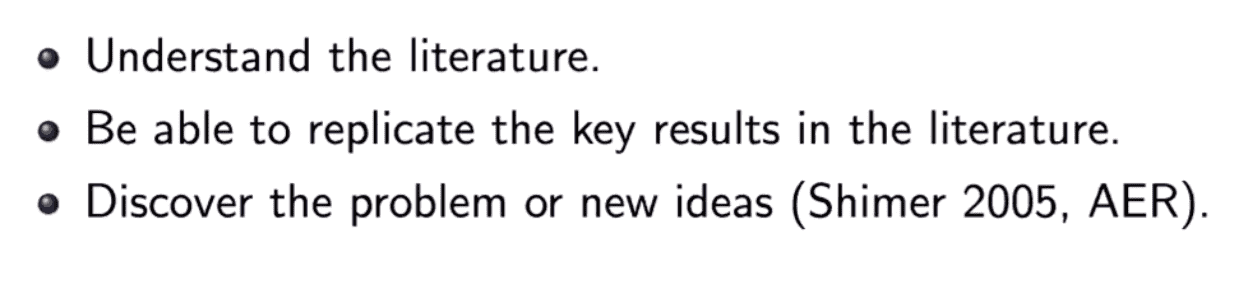 Understand the literature.
Be able to replicate the key results in the literature.
Discover the problem or new ideas (Shimer 2005, AER).